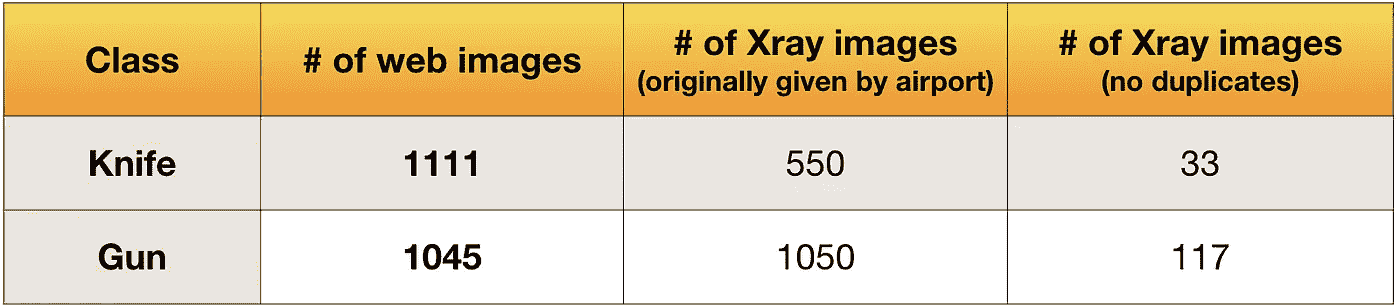 Class # of web images # of Xray images (originally given by airport) # of Xray images (no duplicates)
Knife 1111 550 33
Gun 1045 1050 117